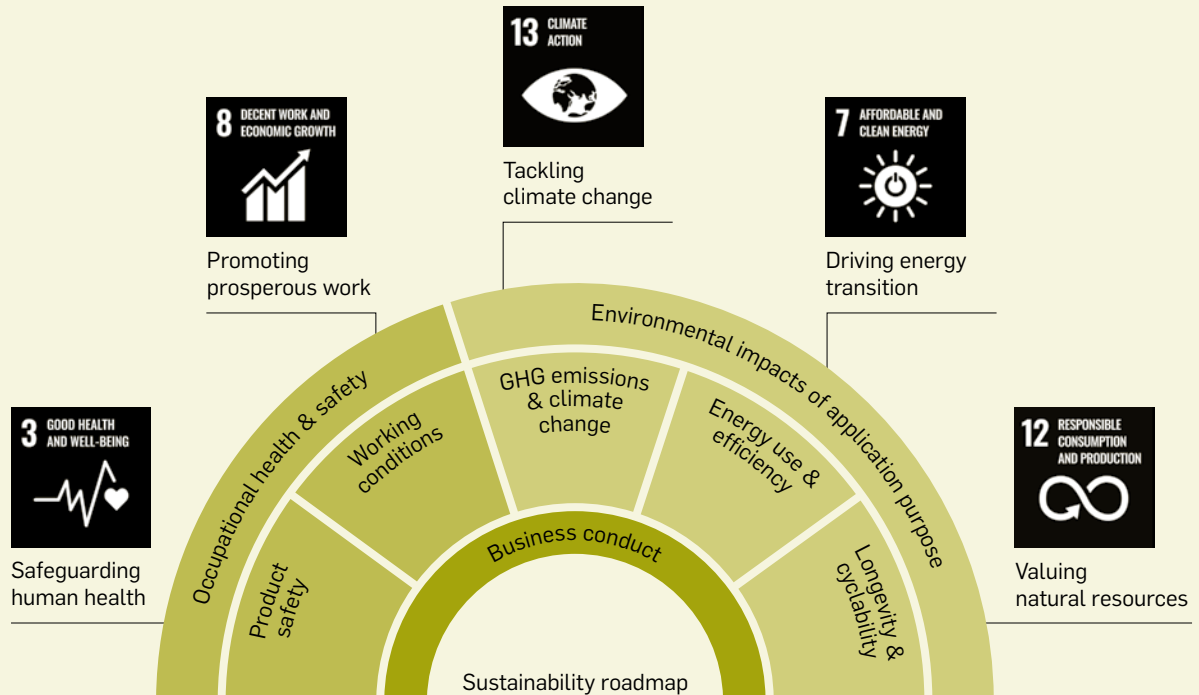 13 CLIMATE
ACTION
Tackling
climate change
8 DECENT WORK AND
ECONOMIC GROWTH
Promoting
prosperous work
7 AFFORDABLE AND
CLEAN ENERGY
Driving energy
transition
3 GOOD HEALTH
AND WELL-BEING
Safeguarding
human health
12 RESPONSIBLE
CONSUMPTION
AND PRODUCTION
Valuing
natural resources
Occupational health & safety
Environmental impacts of application purpose
Product
safety
Working
conditions
GHG emissions
& climate
change
Energy use &
efficiency
Longevity &
cyclability
Business conduct
Sustainability roadmap